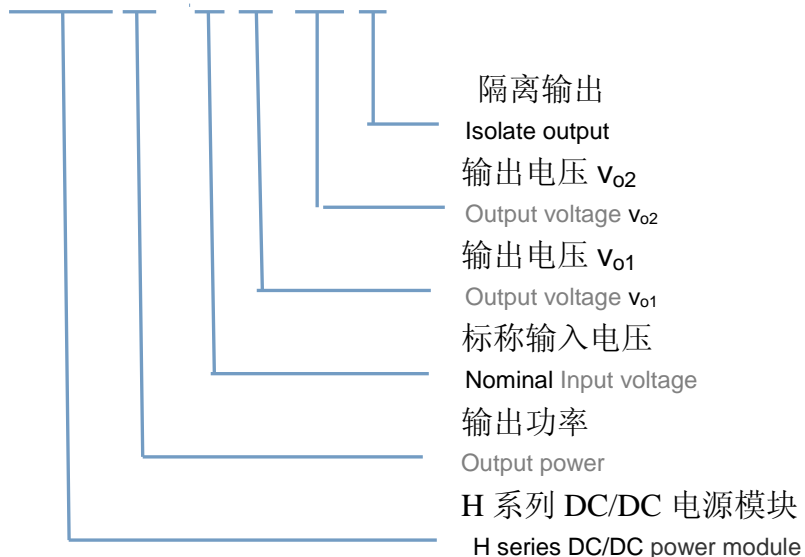 隔离输出
Isolate output
输出电压 vo2
Output voltage vo2
输出电压 vo1
Output voltage vo1
标称输入电压
Nominal Input voltage
输出功率
Output power
H 系列 DC/DC 电源模块
H series DC/DC power module